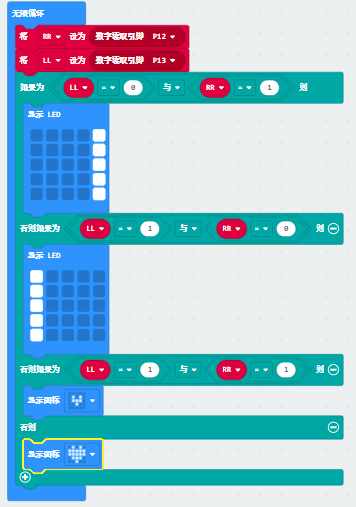 无限循环
将 RR 设为 数字读取引脚 P12
将 LL 设为 数字读取引脚 P13
如果为 LL = 0 与 RR = 1 则
显示 LED
否则如果为 LL = 1 与 RR = 0 则
显示 LED
否则如果为 LL = 1 与 RR = 1 则
显示图标
否则
显示图标